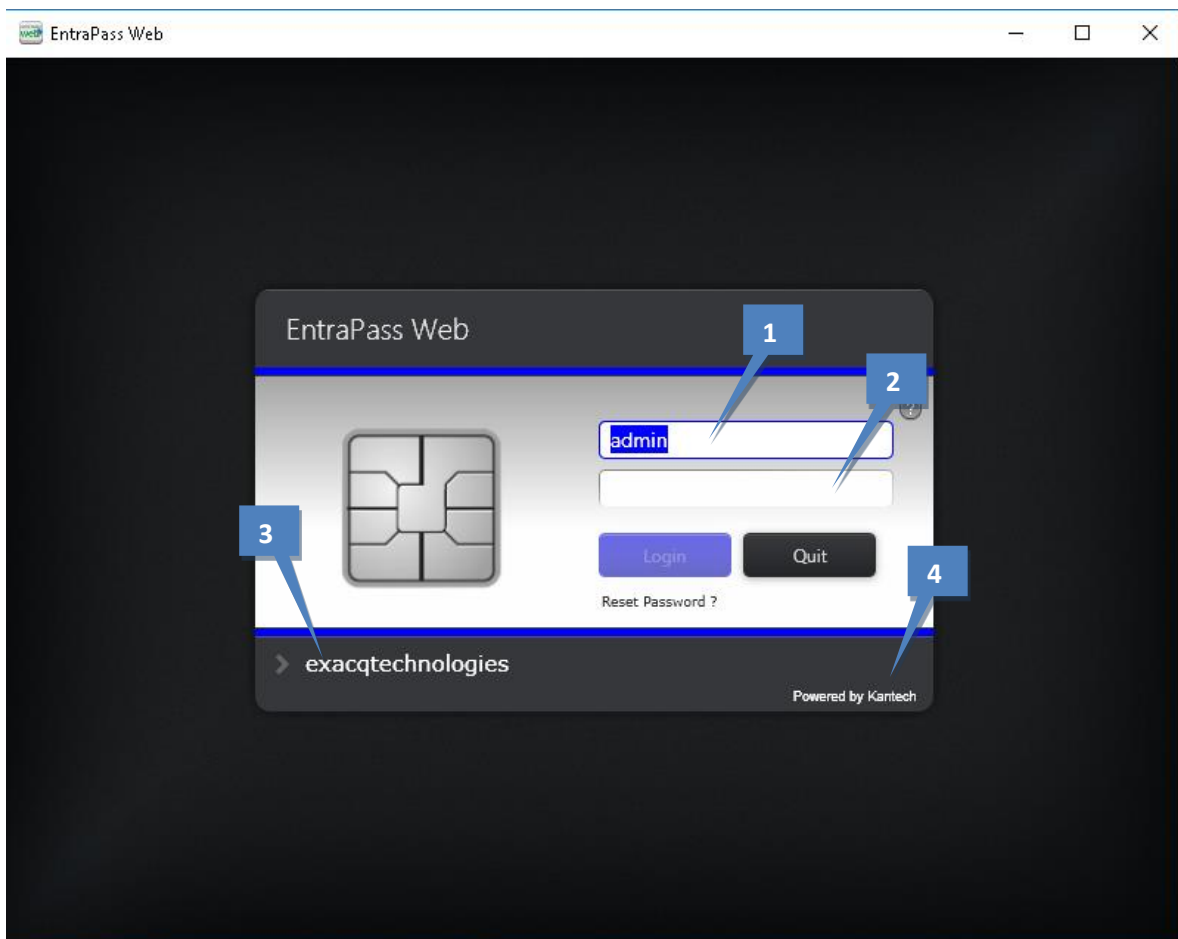 EntraPass Web
EntraPass Web
1
2
admin
3
Login
Quit
4
Reset Password ?
exacqtechnologies
Powered by Kantech